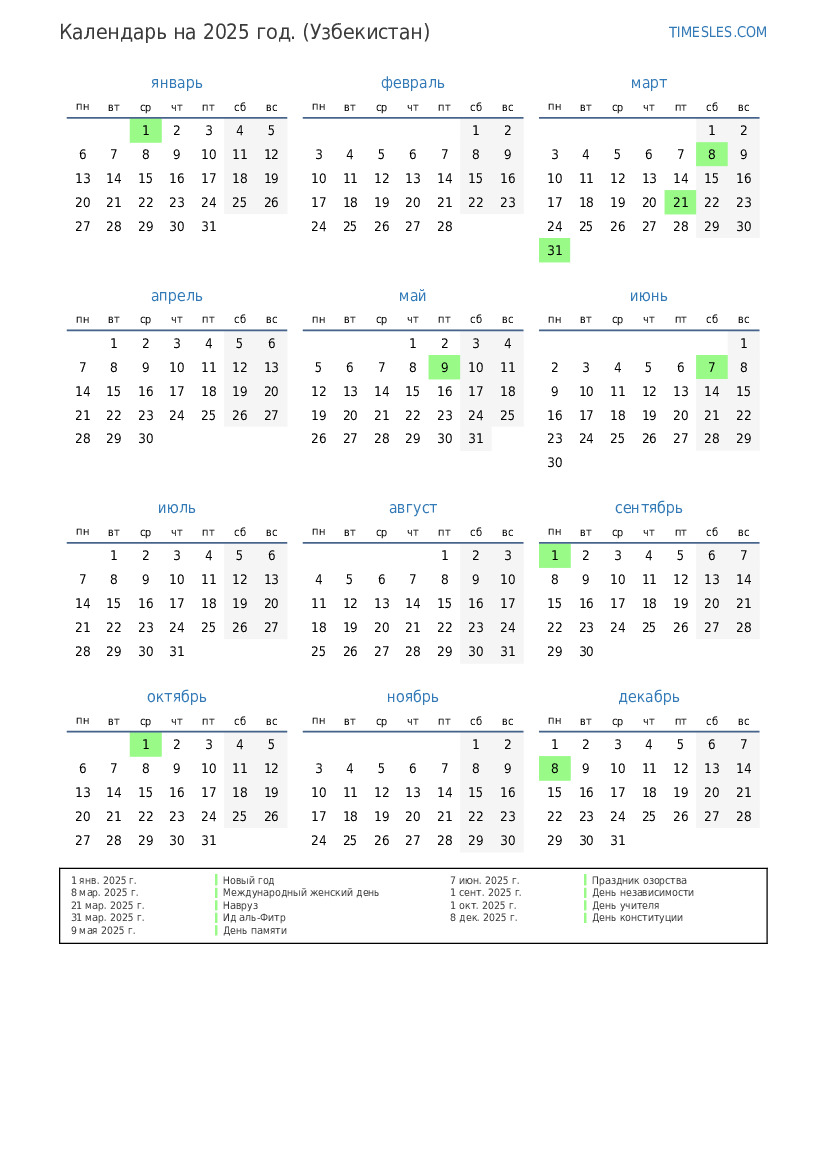 Календарь на 2025 год. (Узбекистан)
TIMESLES.COM
январь февраль март
пн вт ср чт пт сб вс пн вт ср чт пт сб вс пн вт ср чт пт сб вс
1 2 3 4 5 1 2 1 2
6 7 8 9 10 11 12 3 4 5 6 7 8 9 3 4 5 6 7 8 9
13 14 15 16 17 18 19 10 11 12 13 14 15 16 10 11 12 13 14 15 16
20 21 22 23 24 25 26 17 18 19 20 21 22 23 17 18 19 20 21 22 23
27 28 29 30 31 24 25 26 27 28 24 25 26 27 28 29 30
31
апрель май июнь
пн вт ср чт пт сб вс пн вт ср чт пт сб вс пн вт ср чт пт сб вс
1 2 3 4 5 6 1 2 3 4 1
7 8 9 10 11 12 13 5 6 7 8 9 10 11 2 3 4 5 6 7 8
14 15 16 17 18 19 20 12 13 14 15 16 17 18 9 10 11 12 13 14 15
21 22 23 24 25 26 27 19 20 21 22 23 24 25 16 17 18 19 20 21 22
28 29 30 26 27 28 29 30 31 23 24 25 26 27 28 29
30
июль август сентябрь
пн вт ср чт пт сб вс пн вт ср чт пт сб вс пн вт ср чт пт сб вс
1 2 3 4 5 6 1 2 3 1 2 3 4 5 6 7
7 8 9 10 11 12 13 4 5 6 7 8 9 10 8 9 10 11 12 13 14
14 15 16 17 18 19 20 11 12 13 14 15 16 17 15 16 17 18 19 20 21
21 22 23 24 25 26 27 18 19 20 21 22 23 24 22 23 24 25 26 27 28
28 29 30 31 25 26 27 28 29 30 31 29 30
октябрь ноябрь декабрь
пн вт ср чт пт сб вс пн вт ср чт пт сб вс пн вт ср чт пт сб вс
1 2 3 4 5 1 2 1 2 3 4 5 6 7
6 7 8 9 10 11 12 3 4 5 6 7 8 9 8 9 10 11 12 13 14
13 14 15 16 17 18 19 10 11 12 13 14 15 16 15 16 17 18 19 20 21
20 21 22 23 24 25 26 17 18 19 20 21 22 23 22 23 24 25 26 27 28
27 28 29 30 31 24 25 26 27 28 29 30 29 30 31
1 янв. 2025 г. Новый год
8 мар. 2025 г. Международный женский день
21 мар. 2025 г. Навруз
31 мар. 2025 г. Ид аль-Фитр
9 мая 2025 г. День памяти
7 июн. 2025 г. Праздник озорства
1 сент. 2025 г. День независимости
1 окт. 2025 г. День учителя
8 дек. 2025 г. День конституции